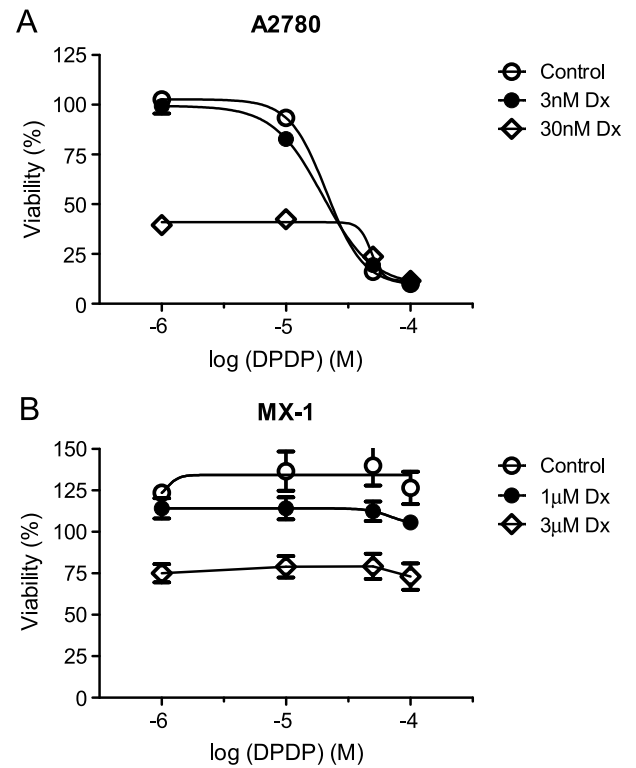 A
A2780
125
100
75
50
25
0
Viability (%)
-6
-5
-4
log (DPDP) (M)
Control
3nM Dx
30nM Dx
B
MX-1
150
125
100
75
50
25
0
Viability (%)
-6
-5
-4
log (DPDP) (M)
Control
1μM Dx
3μM Dx